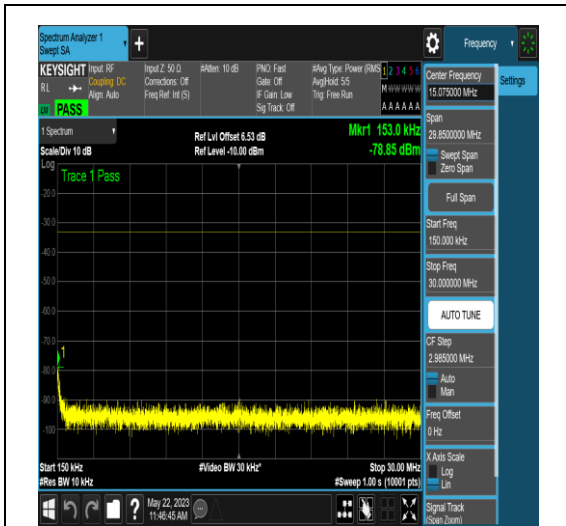 Spectrum Analyzer 1
Swept SA
Frequency
KEYSIGHT
RL
Input: RF
Coupling: DC
Align: Auto
Input Z: 50 Ω
Corrections: Off
Freq Ref: Int (S)
#Atten: 10 dB
PNO: Fast
Gate: Off
IF Gain: Low
Sig Track: Off
#Avg Type: Power (RMS
Avg|Hold: 5/5
Trig: Free Run
1 2 3 4 5 6
M W W W W W
A A A A A A
PASS
1 Spectrum
Scale/Div 10 dB
Ref Lvl Offset 6.53 dB
Ref Level -10.00 dBm
Mkr1 153.0 kHz
-78.85 dBm
Log
Trace 1 Pass
-20.0
-30.0
-40.0
-50.0
-60.0
-70.0
-80.0
-90.0
-100
1
Start 150 kHz
#Res BW 10 kHz
#Video BW 30 kHz*
Stop 30.00 MHz
#Sweep 1.00 s (10001 pts)
May 22, 2023
11:46:45 AM
Center Frequency
15.075000 MHz
Settings
Span
29.8500000 MHz
Swept Span
Zero Span
Full Span
Start Freq
150.000 kHz
Stop Freq
30.000000 MHz
AUTO TUNE
CF Step
2.985000 MHz
Auto
Man
Freq Offset
0 Hz
X Axis Scale
Log
Lin
Signal Track
(Span Zoom)